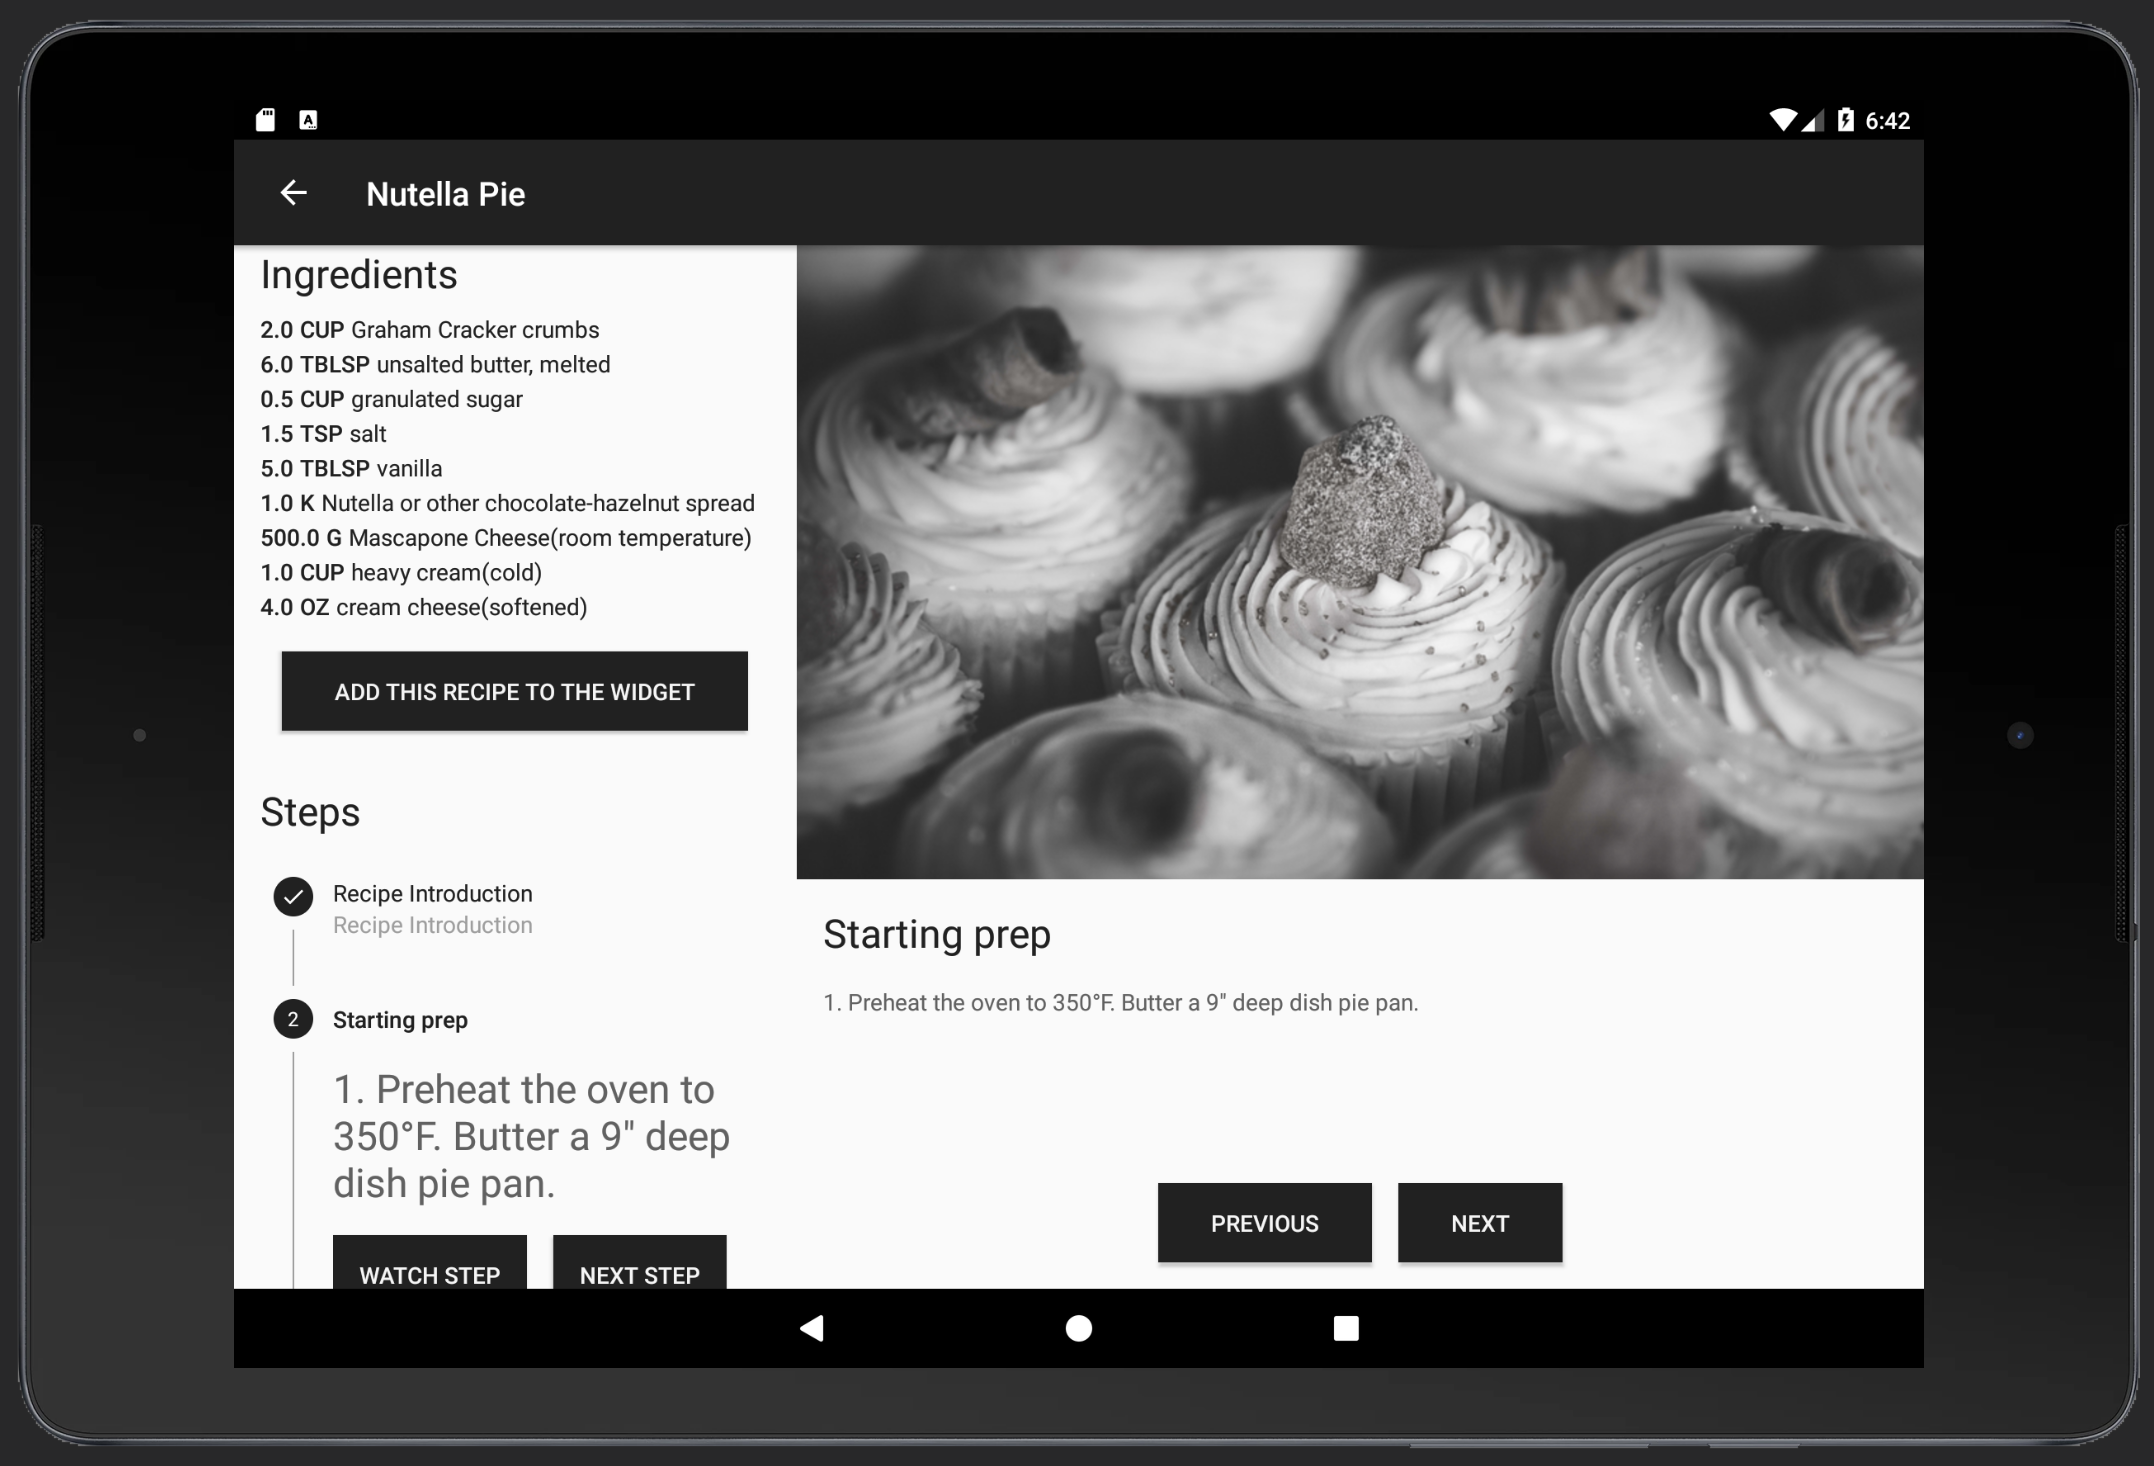 6:42
Nutella Pie
Ingredients
2.0 CUP Graham Cracker crumbs
6.0 TBLSP unsalted butter, melted
0.5 CUP granulated sugar
1.5 TSP salt
5.0 TBLSP vanilla
1.0 K Nutella or other chocolate-hazelnut spread
500.0 G Mascapone Cheese(room temperature)
1.0 CUP heavy cream(cold)
4.0 OZ cream cheese(softened)
ADD THIS RECIPE TO THE WIDGET
Steps
Recipe Introduction
Recipe Introduction
2 Starting prep
1. Preheat the oven to
350°F. Butter a 9" deep
dish pie pan.
WATCH STEP NEXT STEP
Starting prep
1. Preheat the oven to 350°F. Butter a 9" deep dish pie pan.
PREVIOUS NEXT